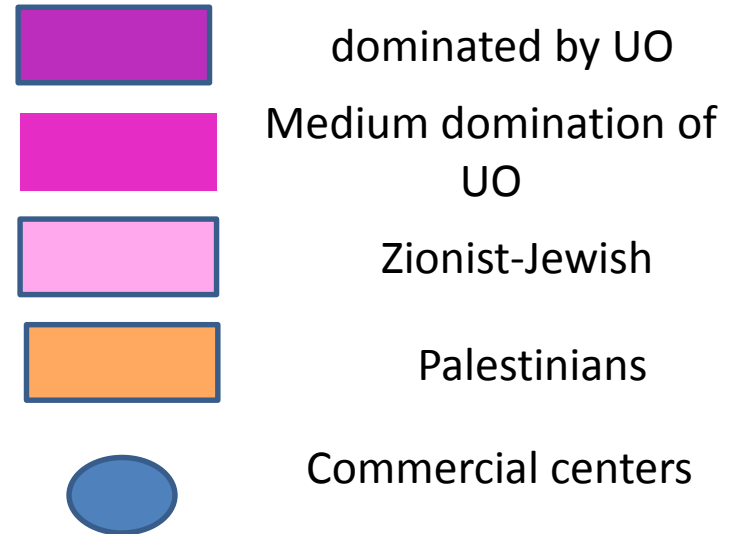 dominated by UO
Medium domination of
UO
Zionist-Jewish
Palestinians
Commercial centers